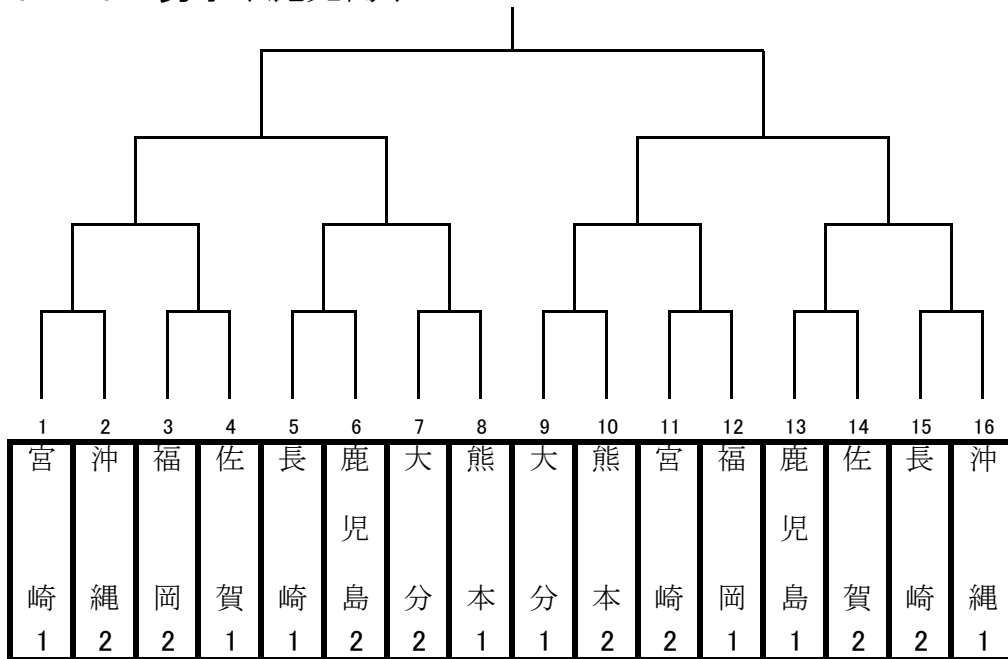 1 2 3 4 5 6 7 8 9 10 11 12 13 14 15 16
宮崎 沖縄 福岡 佐賀 長崎 鹿児島 大分 熊本 大分 熊本 宮崎 福岡 鹿児島 佐賀 長崎 沖縄
1 2 2 1 1 2 2 1 1 2 2 1 1 2 2 1